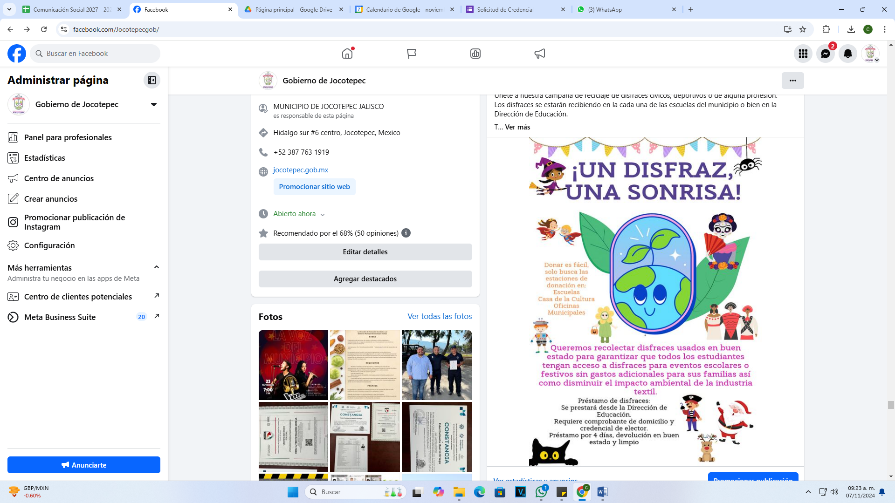 Comunicación Social 2027 - 20
Facebook
Página principal - Google Drive
Calendario de Google - noviem
Solicitud de Credencial
(3) WhatsApp
facebook.com/Jotepecgob/
Buscar en Facebook
2
Administrar página
Gobierno de Jocotepec
Panel para profesionales
Estadísticas
Centro de anuncios
Crear anuncios
Promocionar publicación de
Instagram
Configuración
Más herramientas
Administra tu negocio en las apps de Meta
Centro de clientes potenciales
Meta Business Suite
20
Anunciarte
Gobierno de Jocotepec
MUNICIPIO DE JOCOTEPEC JALISCO
es responsable de esta página
Hidalgo sur #6 centro, Jocotepec, Mexico
+52 387 763 1919
jocotepec.gob.mx
Promocionar sitio web
Abierto ahora
Recomendado por el 68% (50 opiniones)
Editar detalles
Agregar destacados
Fotos
Ver todas las fotos
CONSTANCIA
CONSTANCIA
Únete a nuestra campaña de reciclaje de disfraces cívicos, deportivos o de alguna profesión.
Los disfraces se estarán recibiendo en la cada una de las escuelas del municipio o bien en la
Dirección de Educación.
T... Ver más
¡UN DISFRAZ,
UNA SONRISA!
Donar es fácil,
solo busca las
estaciones de
donación en:
Escuelas
Casa de la Cultura
Oficinas
Municipales
Queremos recolectar disfraces usados en buen
estado para garantizar que todos los estudiantes
tengan acceso a disfraces para eventos escolares o
festivos sin gastos adicionales para sus familias así
como disminuir el impacto ambiental de la industria
textil.
Préstamo de disfraces:
Se prestará desde la Dirección de
Educación.
Requiere comprobante de domicilio y
credencial de elector.
Préstamo por 4 días, devolución en buen
estado y limpio
Ver estadísticas y anuncios
Promocionar publicación
GBP/MXN
-0.60%
Buscar
09:23 a. m.
07/11/2024